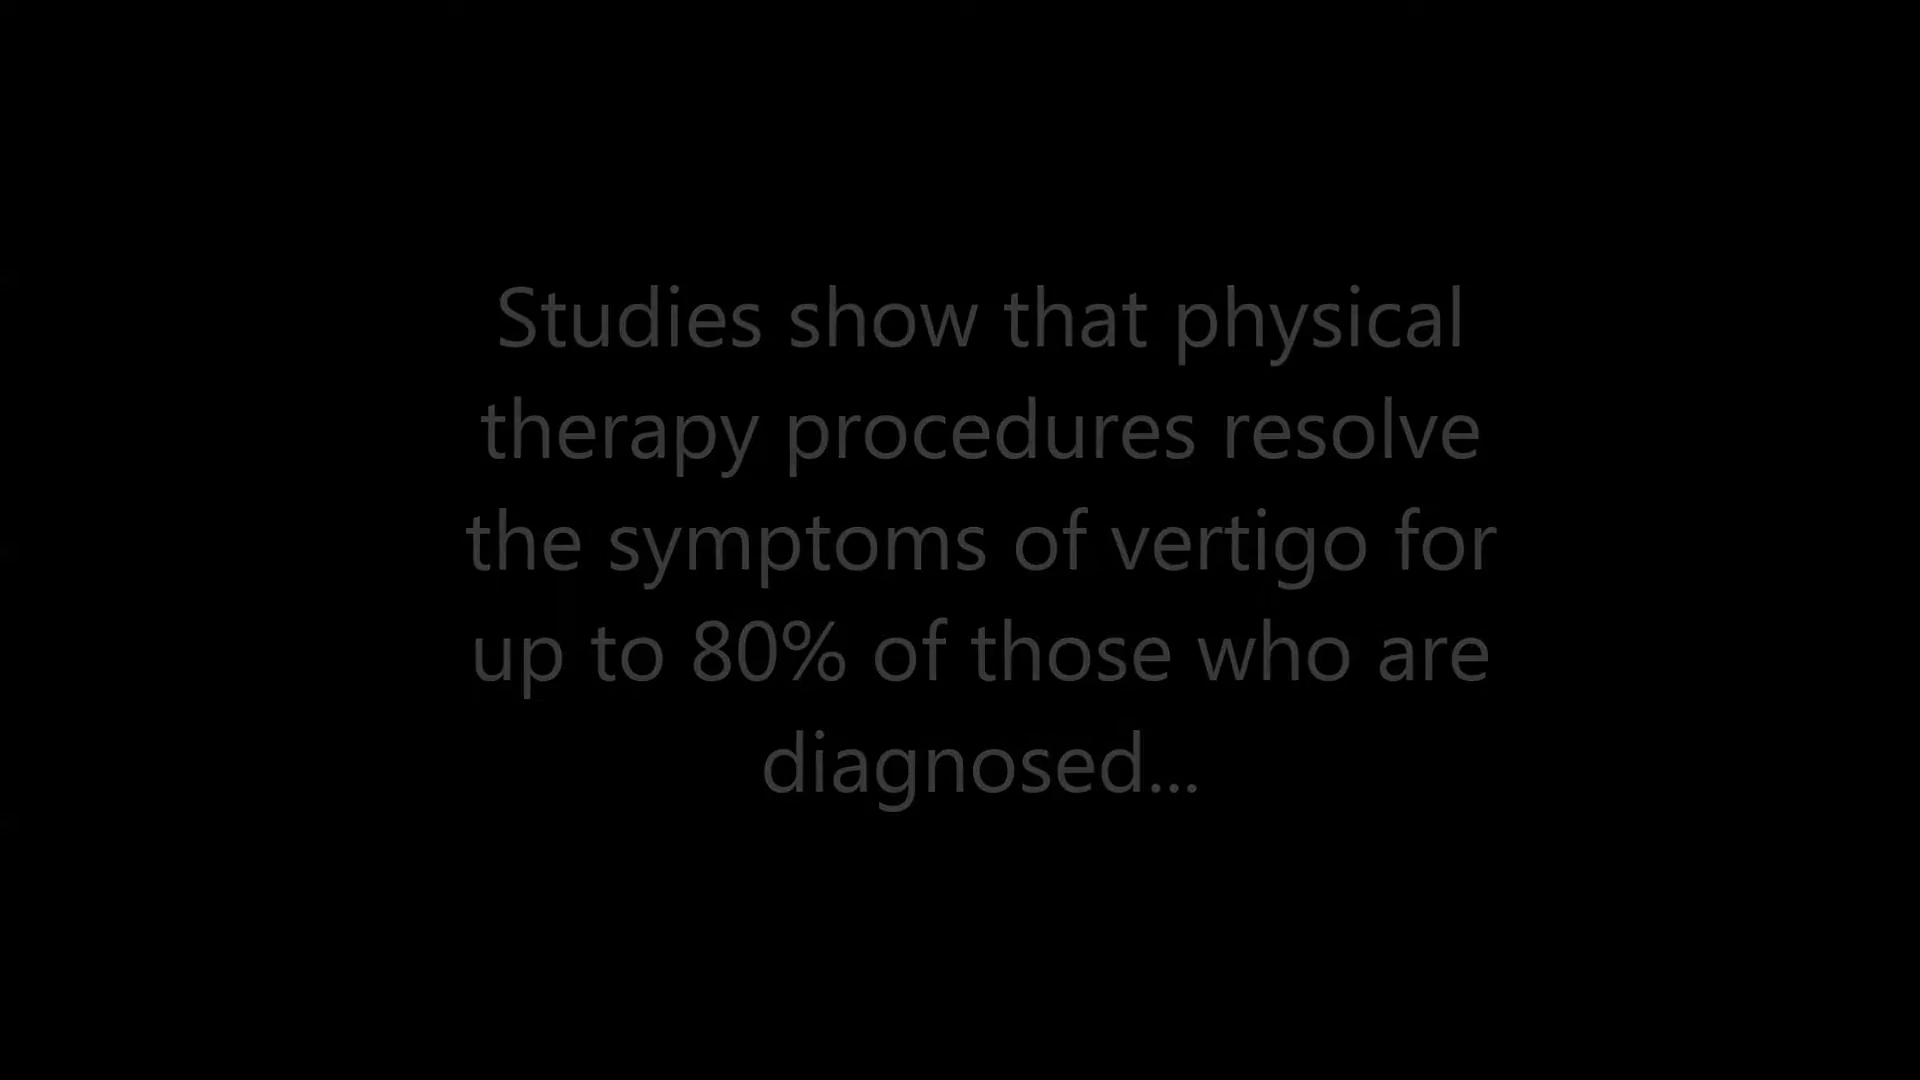 Studies show that physical
therapy procedures resolve
the symptoms of vertigo for
up to 80% of those who are
diagnosed...